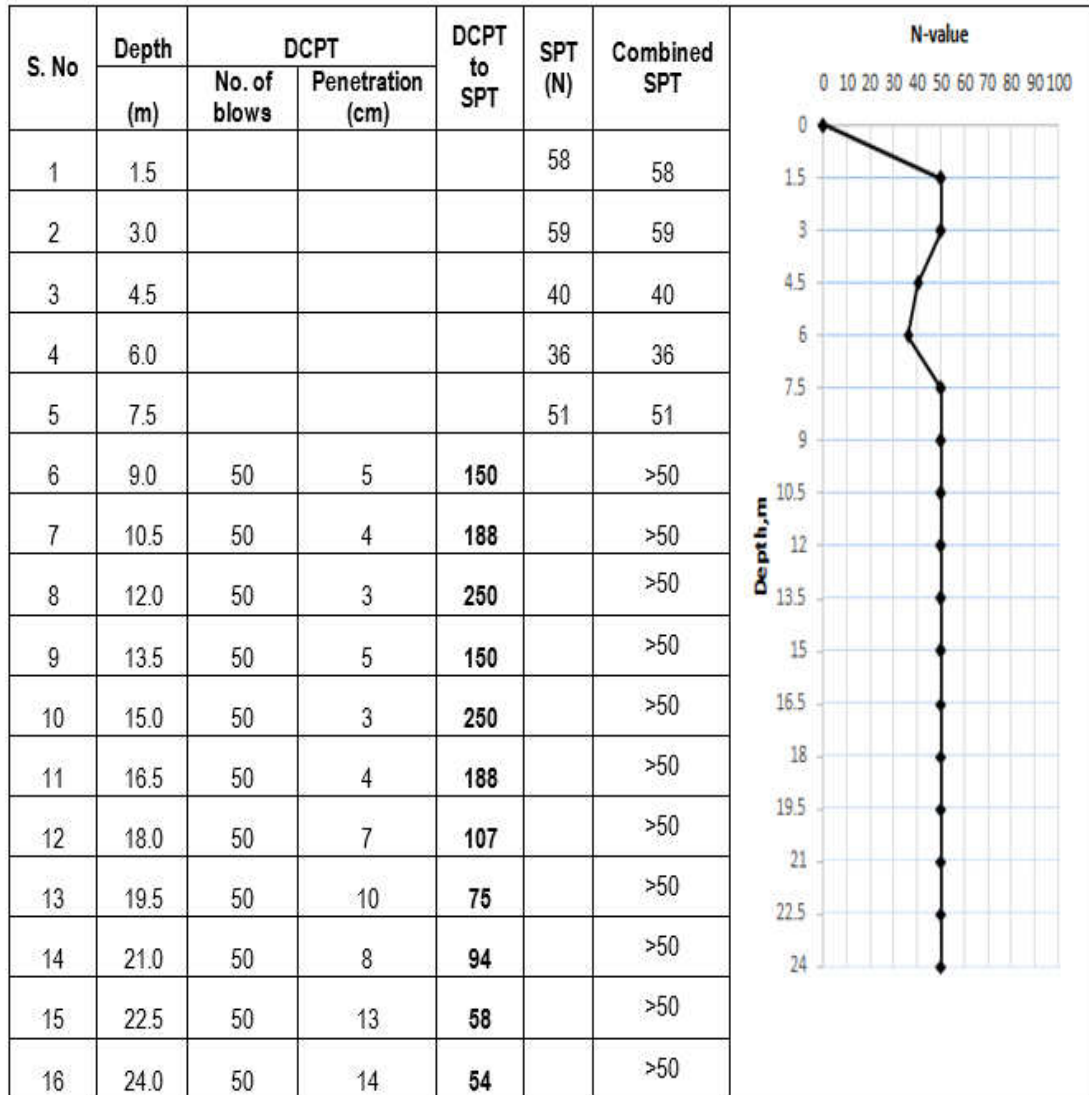 S. No Depth (m) DCPT No. of blows Penetration (cm) DCPT to SPT SPT (N) Combined SPT
1 1.5 58 58
2 3.0 59 59
3 4.5 40 40
4 6.0 36 36
5 7.5 51 51
6 9.0 50 5 150 >50
7 10.5 50 4 188 >50
8 12.0 50 3 250 >50
9 13.5 50 5 150 >50
10 15.0 50 3 250 >50
11 16.5 50 4 188 >50
12 18.0 50 7 107 >50
13 19.5 50 10 75 >50
14 21.0 50 8 94 >50
15 22.5 50 13 58 >50
16 24.0 50 14 54 >50
N-value
0 10 20 30 40 50 60 70 80 90 100
0
1.5
3
4.5
6
7.5
9
10.5
12
13.5
15
16.5
18
19.5
21
22.5
24
Depth,m